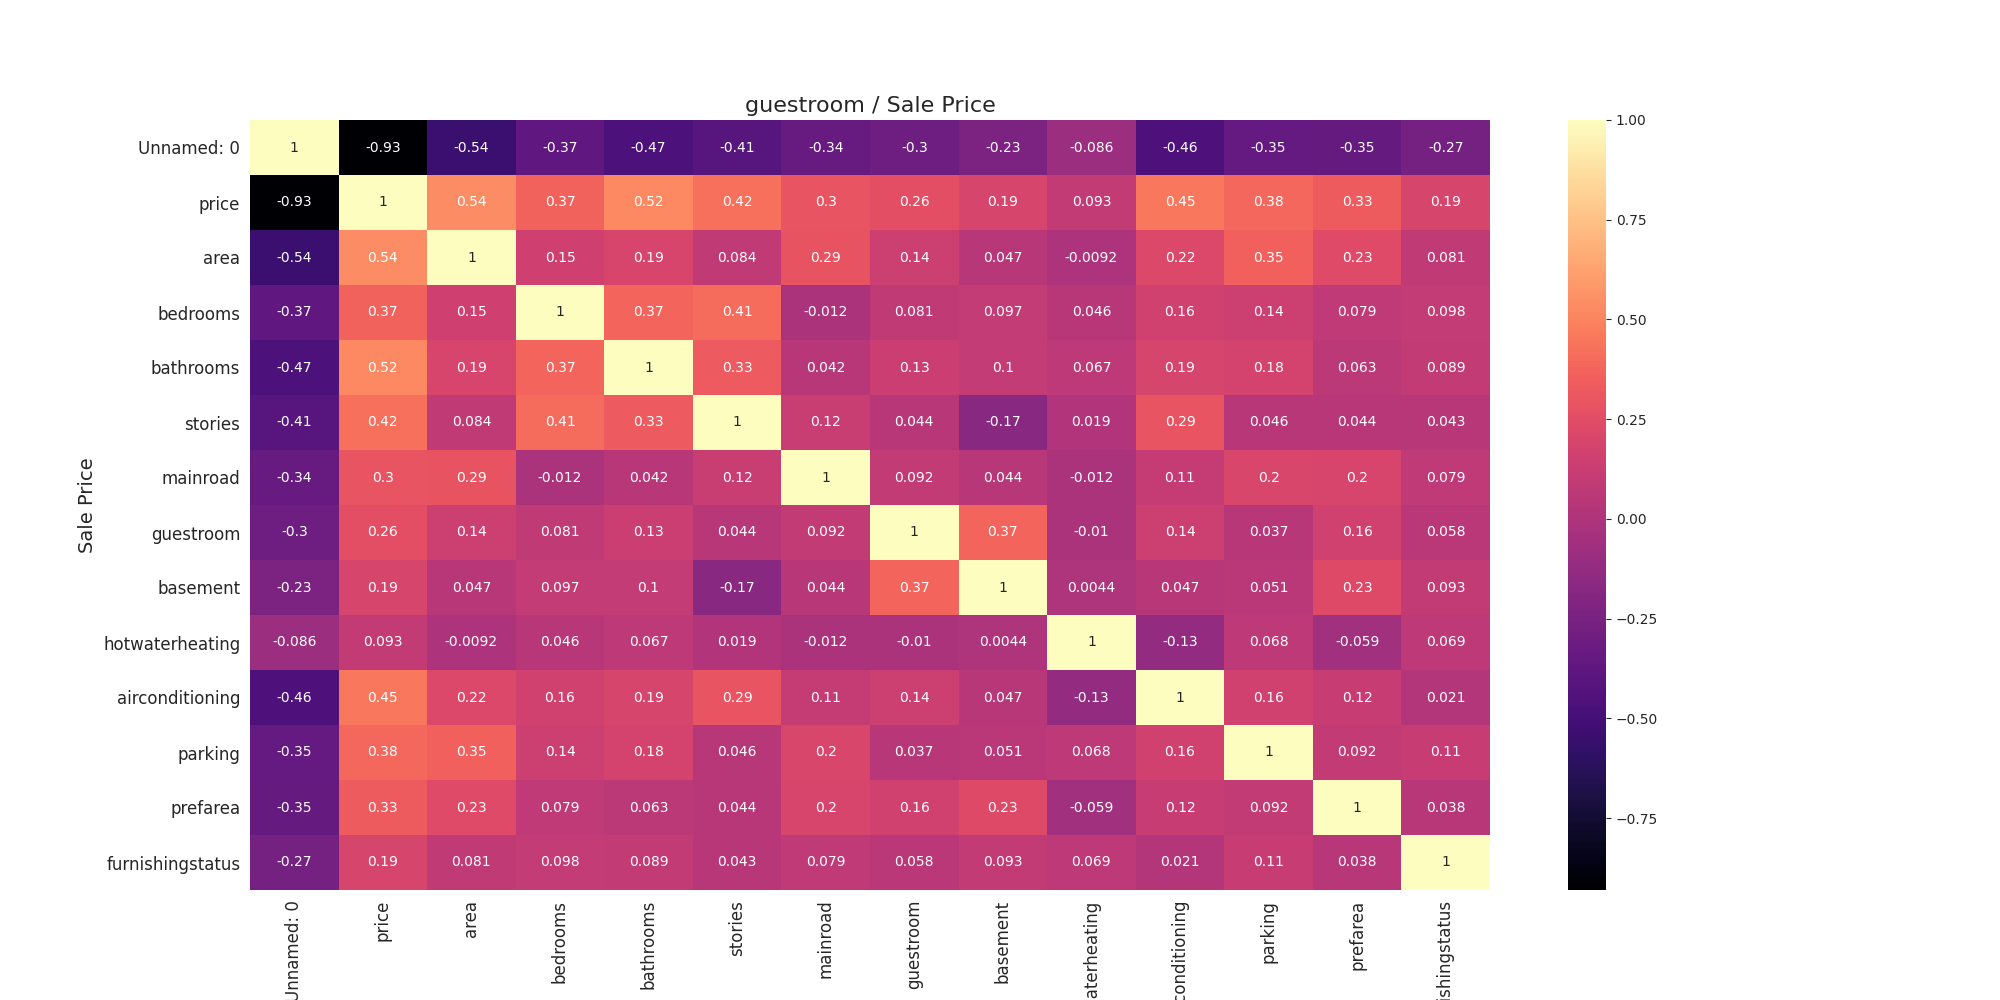 guestroom / Sale Price
Unnamed: 0 1 -0.93 -0.54 -0.37 -0.47 -0.41 -0.34 -0.3 -0.23 -0.086 -0.46 -0.35 -0.35 -0.27
price -0.93 1 0.54 0.37 0.52 0.42 0.3 0.26 0.19 0.093 0.45 0.38 0.33 0.19
area -0.54 0.54 1 0.15 0.19 0.084 0.29 0.14 0.047 -0.0092 0.22 0.35 0.23 0.081
bedrooms -0.37 0.37 0.15 1 0.37 0.41 -0.012 0.081 0.097 0.046 0.16 0.14 0.079 0.098
bathrooms -0.47 0.52 0.19 0.37 1 0.33 0.042 0.13 0.1 0.067 0.19 0.18 0.063 0.089
stories -0.41 0.42 0.084 0.41 0.33 1 0.12 0.044 -0.17 0.019 0.29 0.046 0.044 0.043
mainroad -0.34 0.3 0.29 -0.012 0.042 0.12 1 0.092 0.044 -0.012 0.11 0.2 0.2 0.079
guestroom -0.3 0.26 0.14 0.081 0.13 0.044 0.092 1 0.37 -0.01 0.14 0.037 0.16 0.058
basement -0.23 0.19 0.047 0.097 0.1 -0.17 0.044 0.37 1 0.0044 0.047 0.051 0.23 0.093
hotwaterheating -0.086 0.093 -0.0092 0.046 0.067 0.019 -0.012 -0.01 0.0044 1 -0.13 0.068 -0.059 0.069
airconditioning -0.46 0.45 0.22 0.16 0.19 0.29 0.11 0.14 0.047 -0.13 1 0.16 0.12 0.021
parking -0.35 0.38 0.35 0.14 0.18 0.046 0.2 0.037 0.051 0.068 0.16 1 0.092 0.11
prefarea -0.35 0.33 0.23 0.079 0.063 0.044 0.2 0.16 0.23 -0.059 0.12 0.092 1 0.038
furnishingstatus -0.27 0.19 0.081 0.098 0.089 0.043 0.079 0.058 0.093 0.069 0.021 0.11 0.038 1
Sale Price
Unnamed: 0
price
area
bedrooms
bathrooms
stories
mainroad
guestroom
basement
aterheating
conditioning
parking
prefarea
ishingstatus
1.00
0.75
0.50
0.25
0.00
−0.25
−0.50
−0.75